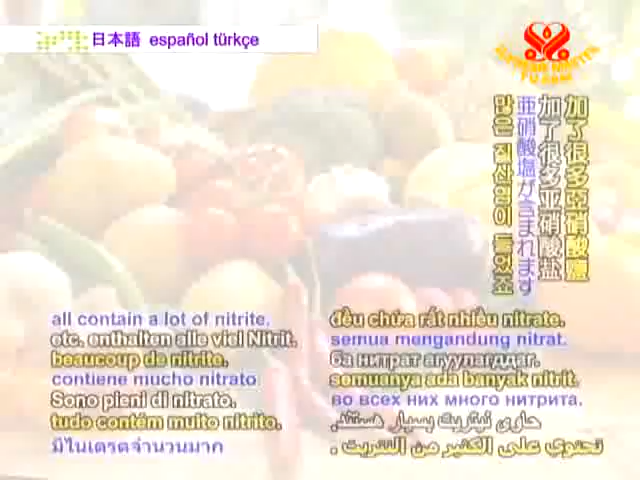 日本語 español türkçe
SUPREME MASTER
TV.com
加了很多亞硝酸鹽
加了很多亚硝酸盐
亜硝酸塩が含まれます
많은 질산염이 들었죠
all contain a lot of nitrite.
etc. enthalten alle viel Nitrit.
beaucoup de nitrite.
contiene mucho nitrato
Sono pieni di nitrato.
tudo contém muito nitrito.
มีไนเตรตจำนวนมาก
đều chứa rất nhiều nitrate.
semua mengandung nitrat.
ба нитрат агуулагддаг.
semuanya ada banyak nitrit.
во всех них много нитрита.
حاوی نیتریت بسیار هستند.
تحتوي على الكثير من النتريت .